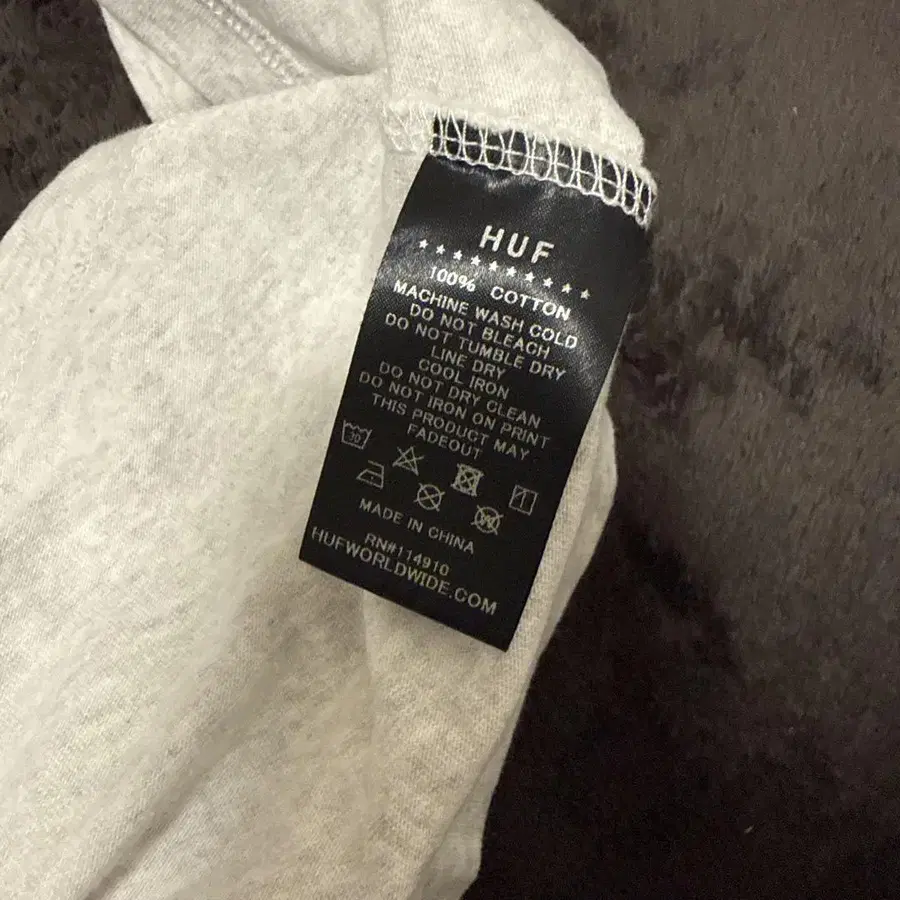 HUF
★★★★★★★★★★
100% COTTON
MACHINE WASH COLD
DO NOT BLEACH
DO NOT TUMBLE DRY
LINE DRY
COOL IRON
DO NOT DRY CLEAN
DO NOT IRON ON PRINT
THIS PRODUCT MAY
FADEOUT
30
W
MADE IN CHINA
RN#114910
HUFWORLDWIDE.COM